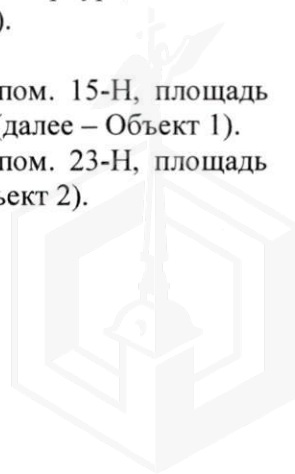 ).
пом. 15-Н, площадь
(далее – Объект 1).
пом. 23-Н, площадь
ъект 2).